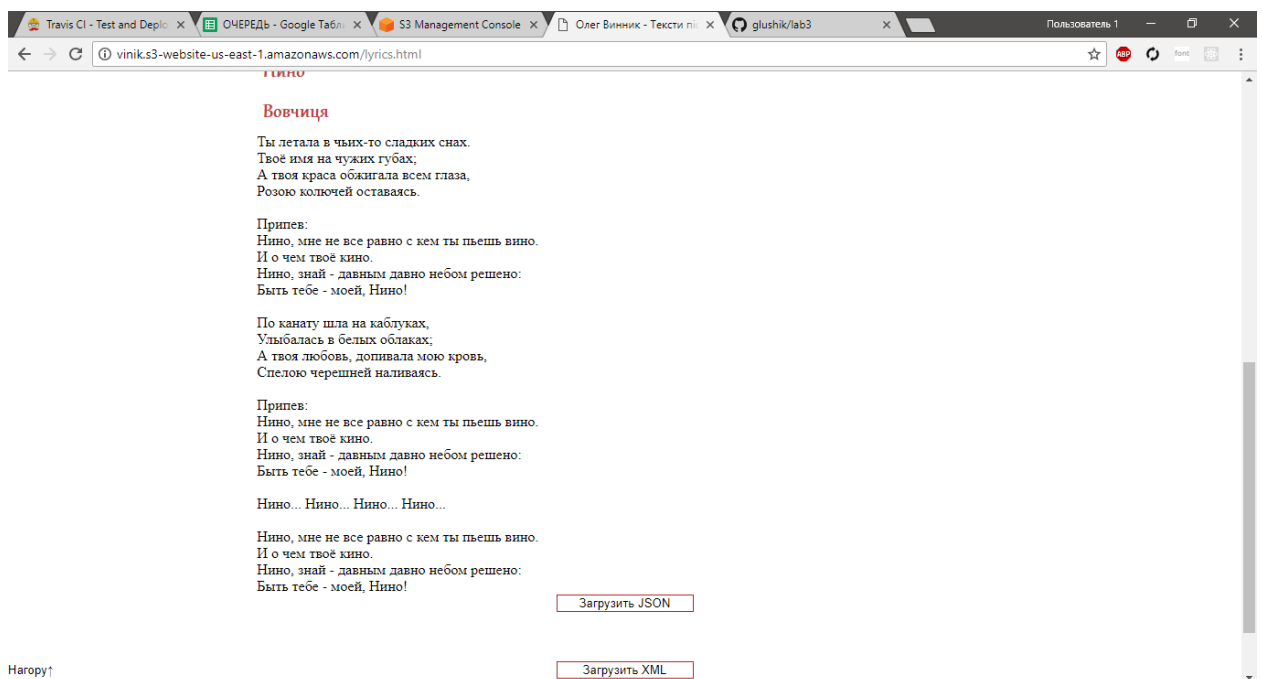 Travis CI - Test and Deplo
ОЧЕРЕДЬ - Google Табл
S3 Management Console
Олег Винник - Тексти піс
glushik/lab3
Пользователь 1
vinik.s3-website-us-east-1.amazonaws.com/lyrics.html
ABP
font
Нино
Вовчиця
Ты летала в чьих-то сладких снах.
Твоё имя на чужих губах;
А твоя краса обжигала всем глаза,
Розою колючей оставаясь.
Припев:
Нино, мне не все равно с кем ты пьешь вино.
И о чем твоё кино.
Нино, знай - давным давно небом решено:
Быть тебе - моей, Нино!
По канату шла на каблуках,
Улыбалась в белых облаках;
А твоя любовь, допивала мою кровь,
Спелою черешней наливаясь.
Припев:
Нино, мне не все равно с кем ты пьешь вино.
И о чем твоё кино.
Нино, знай - давным давно небом решено:
Быть тебе - моей, Нино!
Нино... Нино... Нино... Нино...
Нино, мне не все равно с кем ты пьешь вино.
И о чем твоё кино.
Нино, знай - давным давно небом решено:
Быть тебе - моей, Нино!
Загрузить JSON
Нагору↑
Загрузить XML